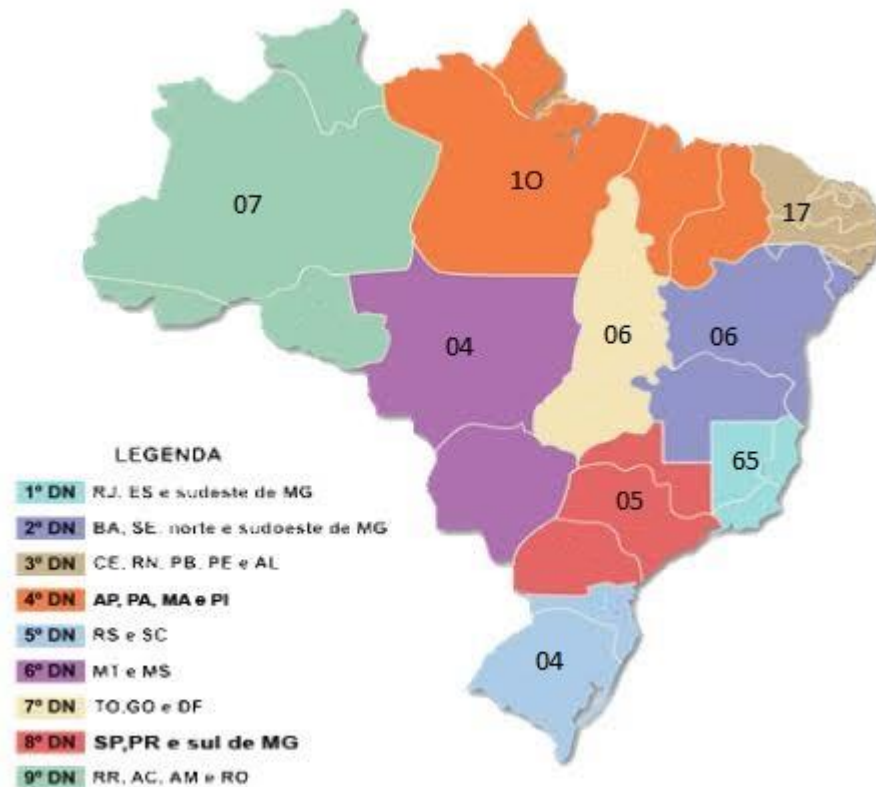 07
1O
17
04
06
06
65
05
04
LEGENDA
1º DN RJ, ES e sudeste de MG
2º DN BA, SE, norte e sudoeste de MG
3º DN CE, RN, PB, PE e AL
4º DN AP, PA, MA e PI
5º DN RS e SC
6º DN MT e MS
7º DN TO,GO e DF
8º DN SP,PR e sul de MG
9º DN RR, AC, AM e RO